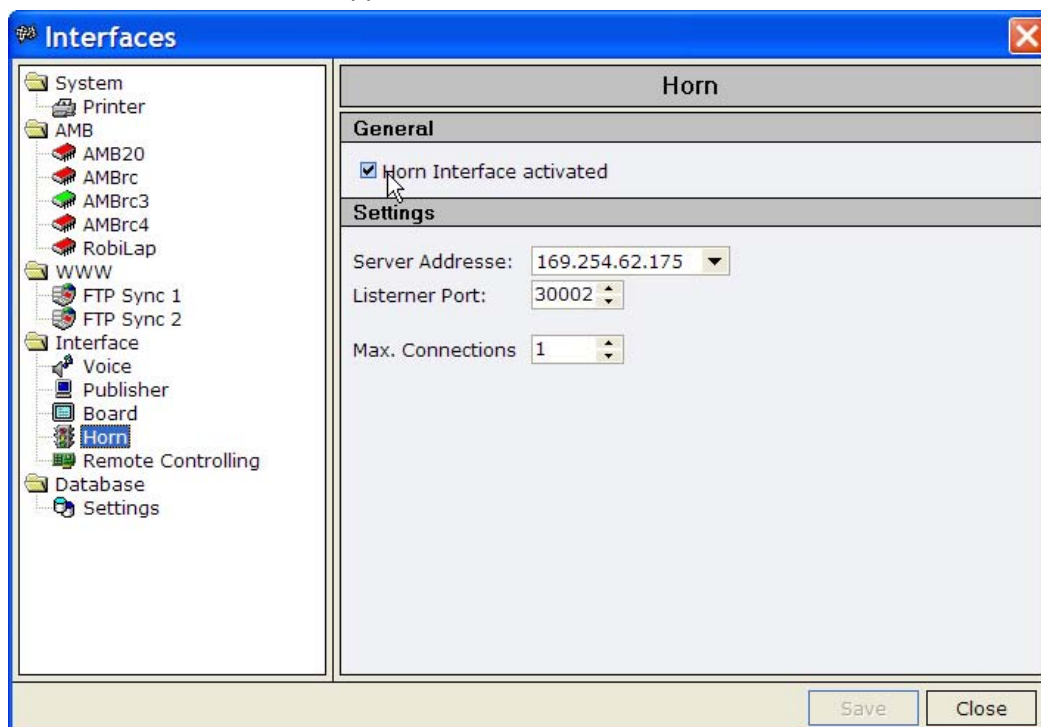 Interfaces
System
Printer
AMB
AMB20
AMBrc
AMBrc3
AMBrc4
RobiLap
WWW
FTP Sync 1
FTP Sync 2
Interface
Voice
Publisher
Board
Horn
Remote Controlling
Database
Settings
Horn
General
Horn Interface activated
Settings
Server Addresse: 169.254.62.175
Listerner Port: 30002
Max. Connections 1
Save Close